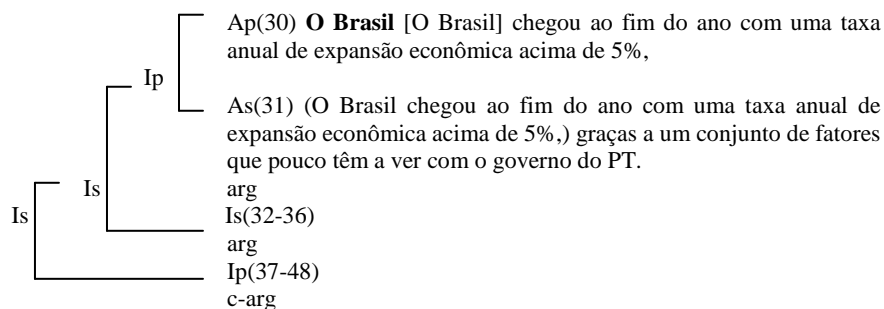 Ap(30) O Brasil [O Brasil] chegou ao fim do ano com uma taxa
anual de expansão econômica acima de 5%,
Ip
As(31) (O Brasil chegou ao fim do ano com uma taxa anual de
expansão econômica acima de 5%,) graças a um conjunto de fatores
que pouco têm a ver com o governo do PT.
Is
arg
Is
Is(32-36)
arg
Ip(37-48)
c-arg